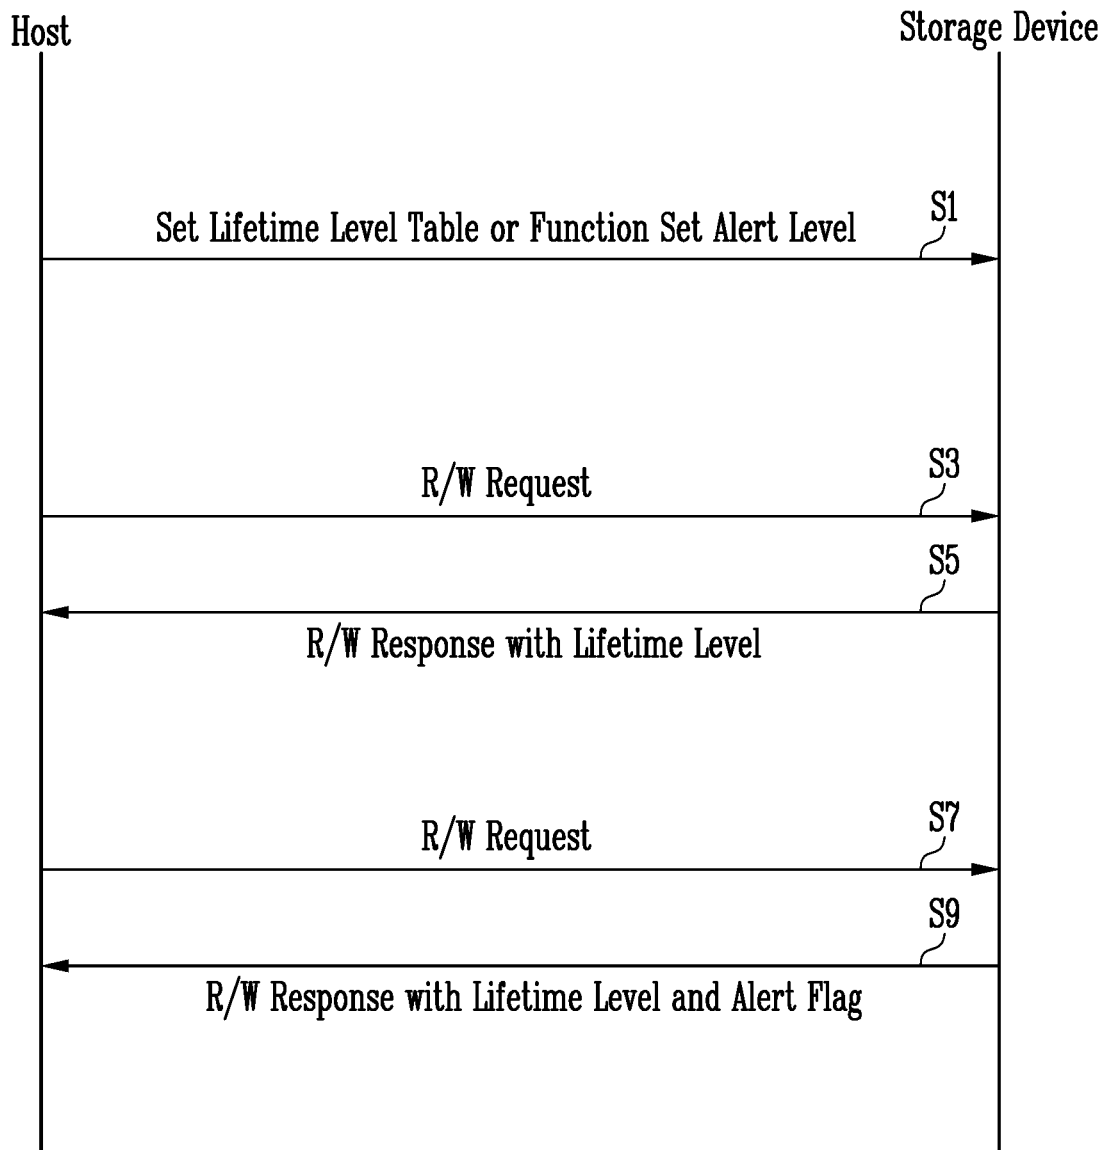 Host
Storage Device
S1
Set Lifetime Level Table or Function Set Alert Level
S3
R/W Request
S5
R/W Response with Lifetime Level
S7
R/W Request
S9
R/W Response with Lifetime Level and Alert Flag